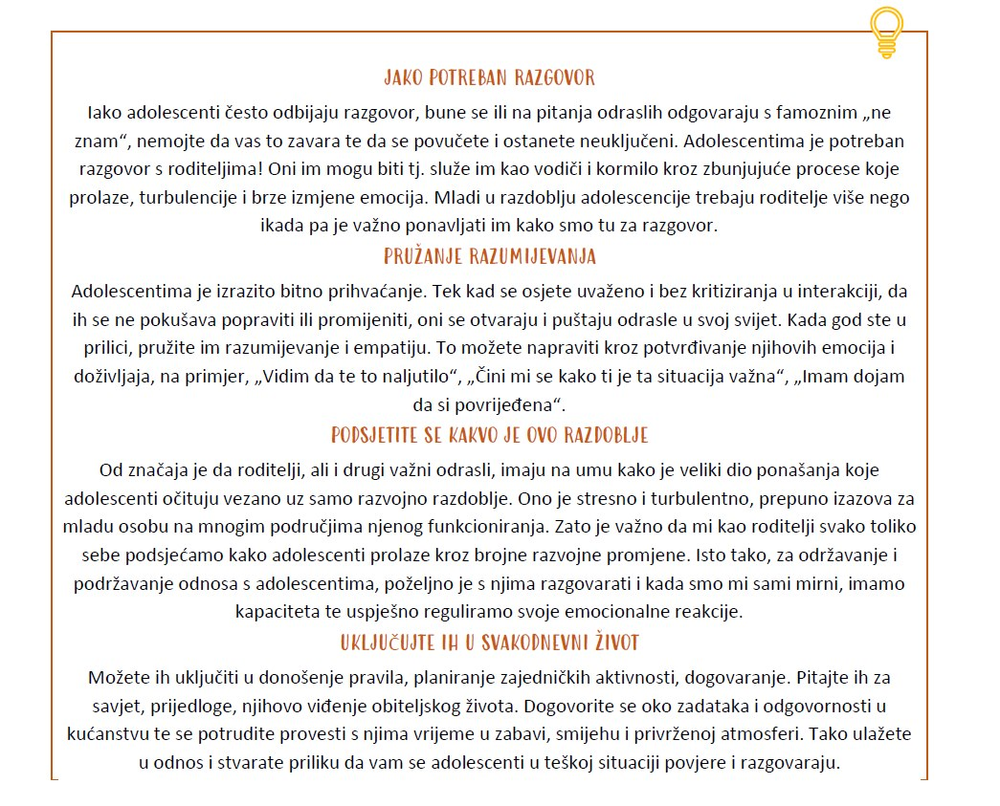 JAKO POTREBAN RAZGOVOR
Iako adolescenti često odbijaju razgovor, bune se ili na pitanja odraslih odgovaraju s famoznim „ne
znam“, nemojte da vas to zavara te da se povučete i ostanete neuključeni. Adolescentima je potreban
razgovor s roditeljima! Oni im mogu biti tj. služe im kao vodiči i kormilo kroz zbunjujuće procese koje
prolaze, turbulencije i brze izmjene emocija. Mladi u razdoblju adolescencije trebaju roditelje više nego
ikada pa je važno ponavljati im kako smo tu za razgovor.
PRUŽANJE RAZUMIJEVANJA
Adolescentima je izrazito bitno prihvaćanje. Tek kad se osjete uvaženo i bez kritiziranja u interakciji, da
ih se ne pokušava popraviti ili promijeniti, oni se otvaraju i puštaju odrasle u svoj svijet. Kada god ste u
prilici, pružite im razumijevanje i empatiju. To možete napraviti kroz potvrđivanje njihovih emocija i
doživljaja, na primjer, „Vidim da te to naljutilo“, „Čini mi se kako ti je ta situacija važna“, „Imam dojam
da si povrijeđena“.
PODSJETITE SE KAKVO JE OVO RAZDOBLJE
Od značaja je da roditelji, ali i drugi važni odrasli, imaju na umu kako je veliki dio ponašanja koje
adolescenti očituju vezano uz samo razvojno razdoblje. Ono je stresno i turbulentno, prepuno izazova za
mladu osobu na mnogim područjima njenog funkcioniranja. Zato je važno da mi kao roditelji svako toliko
sebe podsjećamo kako adolescenti prolaze kroz brojne razvojne promjene. Isto tako, za održavanje i
podržavanje odnosa s adolescentima, poželjno je s njima razgovarati i kada smo mi sami mirni, imamo
kapaciteta te uspješno reguliramo svoje emocionalne reakcije.
UKLJUČUJTE IH U SVAKODNEVNI ŽIVOT
Možete ih uključiti u donošenje pravila, planiranje zajedničkih aktivnosti, dogovaranje. Pitajte ih za
savjet, prijedloge, njihovo viđenje obiteljskog života. Dogovorite se oko zadataka i odgovornosti u
kućanstvu te se potrudite provesti s njima vrijeme u zabavi, smijehu i privrženoj atmosferi. Tako ulažete
u odnos i stvarate priliku da vam se adolescenti u teškoj situaciji povjere i razgovaraju.